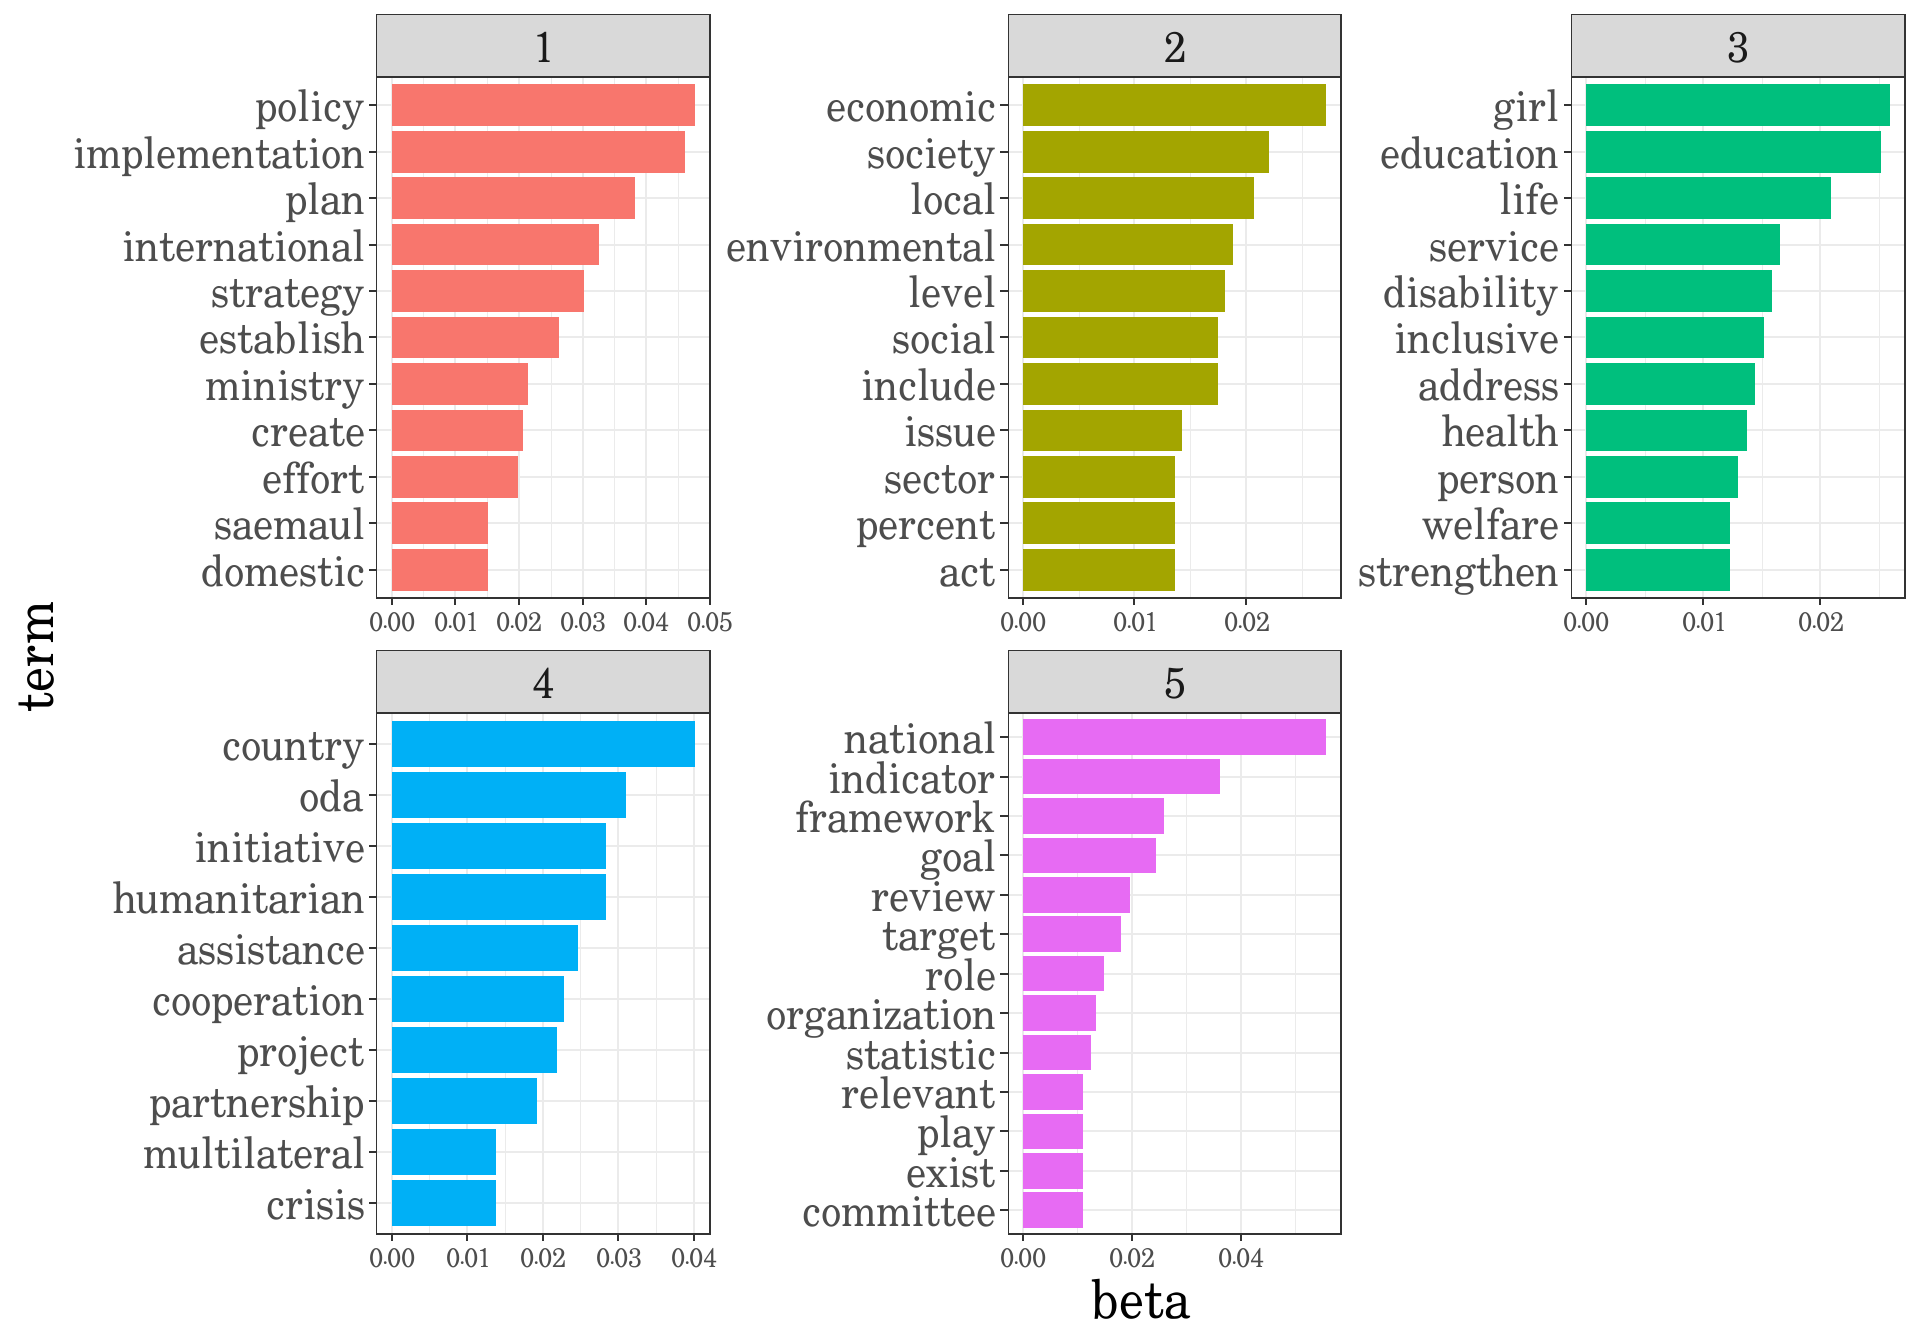 1
policy
implementation
plan
international
strategy
establish
ministry
create
effort
saemaul
domestic
0.00 0.01 0.02 0.03 0.04 0.05
2
economic
society
local
environmental
level
social
include
issue
sector
percent
act
0.00 0.01 0.02
3
girl
education
life
service
disability
inclusive
address
health
person
welfare
strengthen
0.00 0.01 0.02
term
4
country
oda
initiative
humanitarian
assistance
cooperation
project
partnership
multilateral
crisis
0.00 0.01 0.02 0.03 0.04
5
national
indicator
framework
goal
review
target
role
organization
statistic
relevant
play
exist
committee
0.00 0.02 0.04
beta